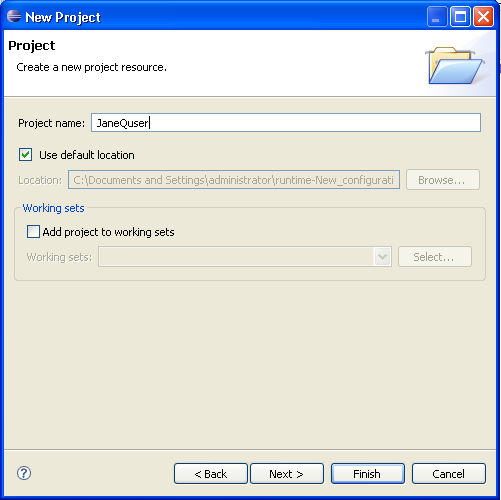 New Project
Project
Create a new project resource.
Project name: JaneQuser
Use default location
Location: C:\Documents and Settings\administrator\runtime-New_configurati Browse...
Working sets
Add project to working sets
Working sets: Select...
? < Back Next > Finish Cancel